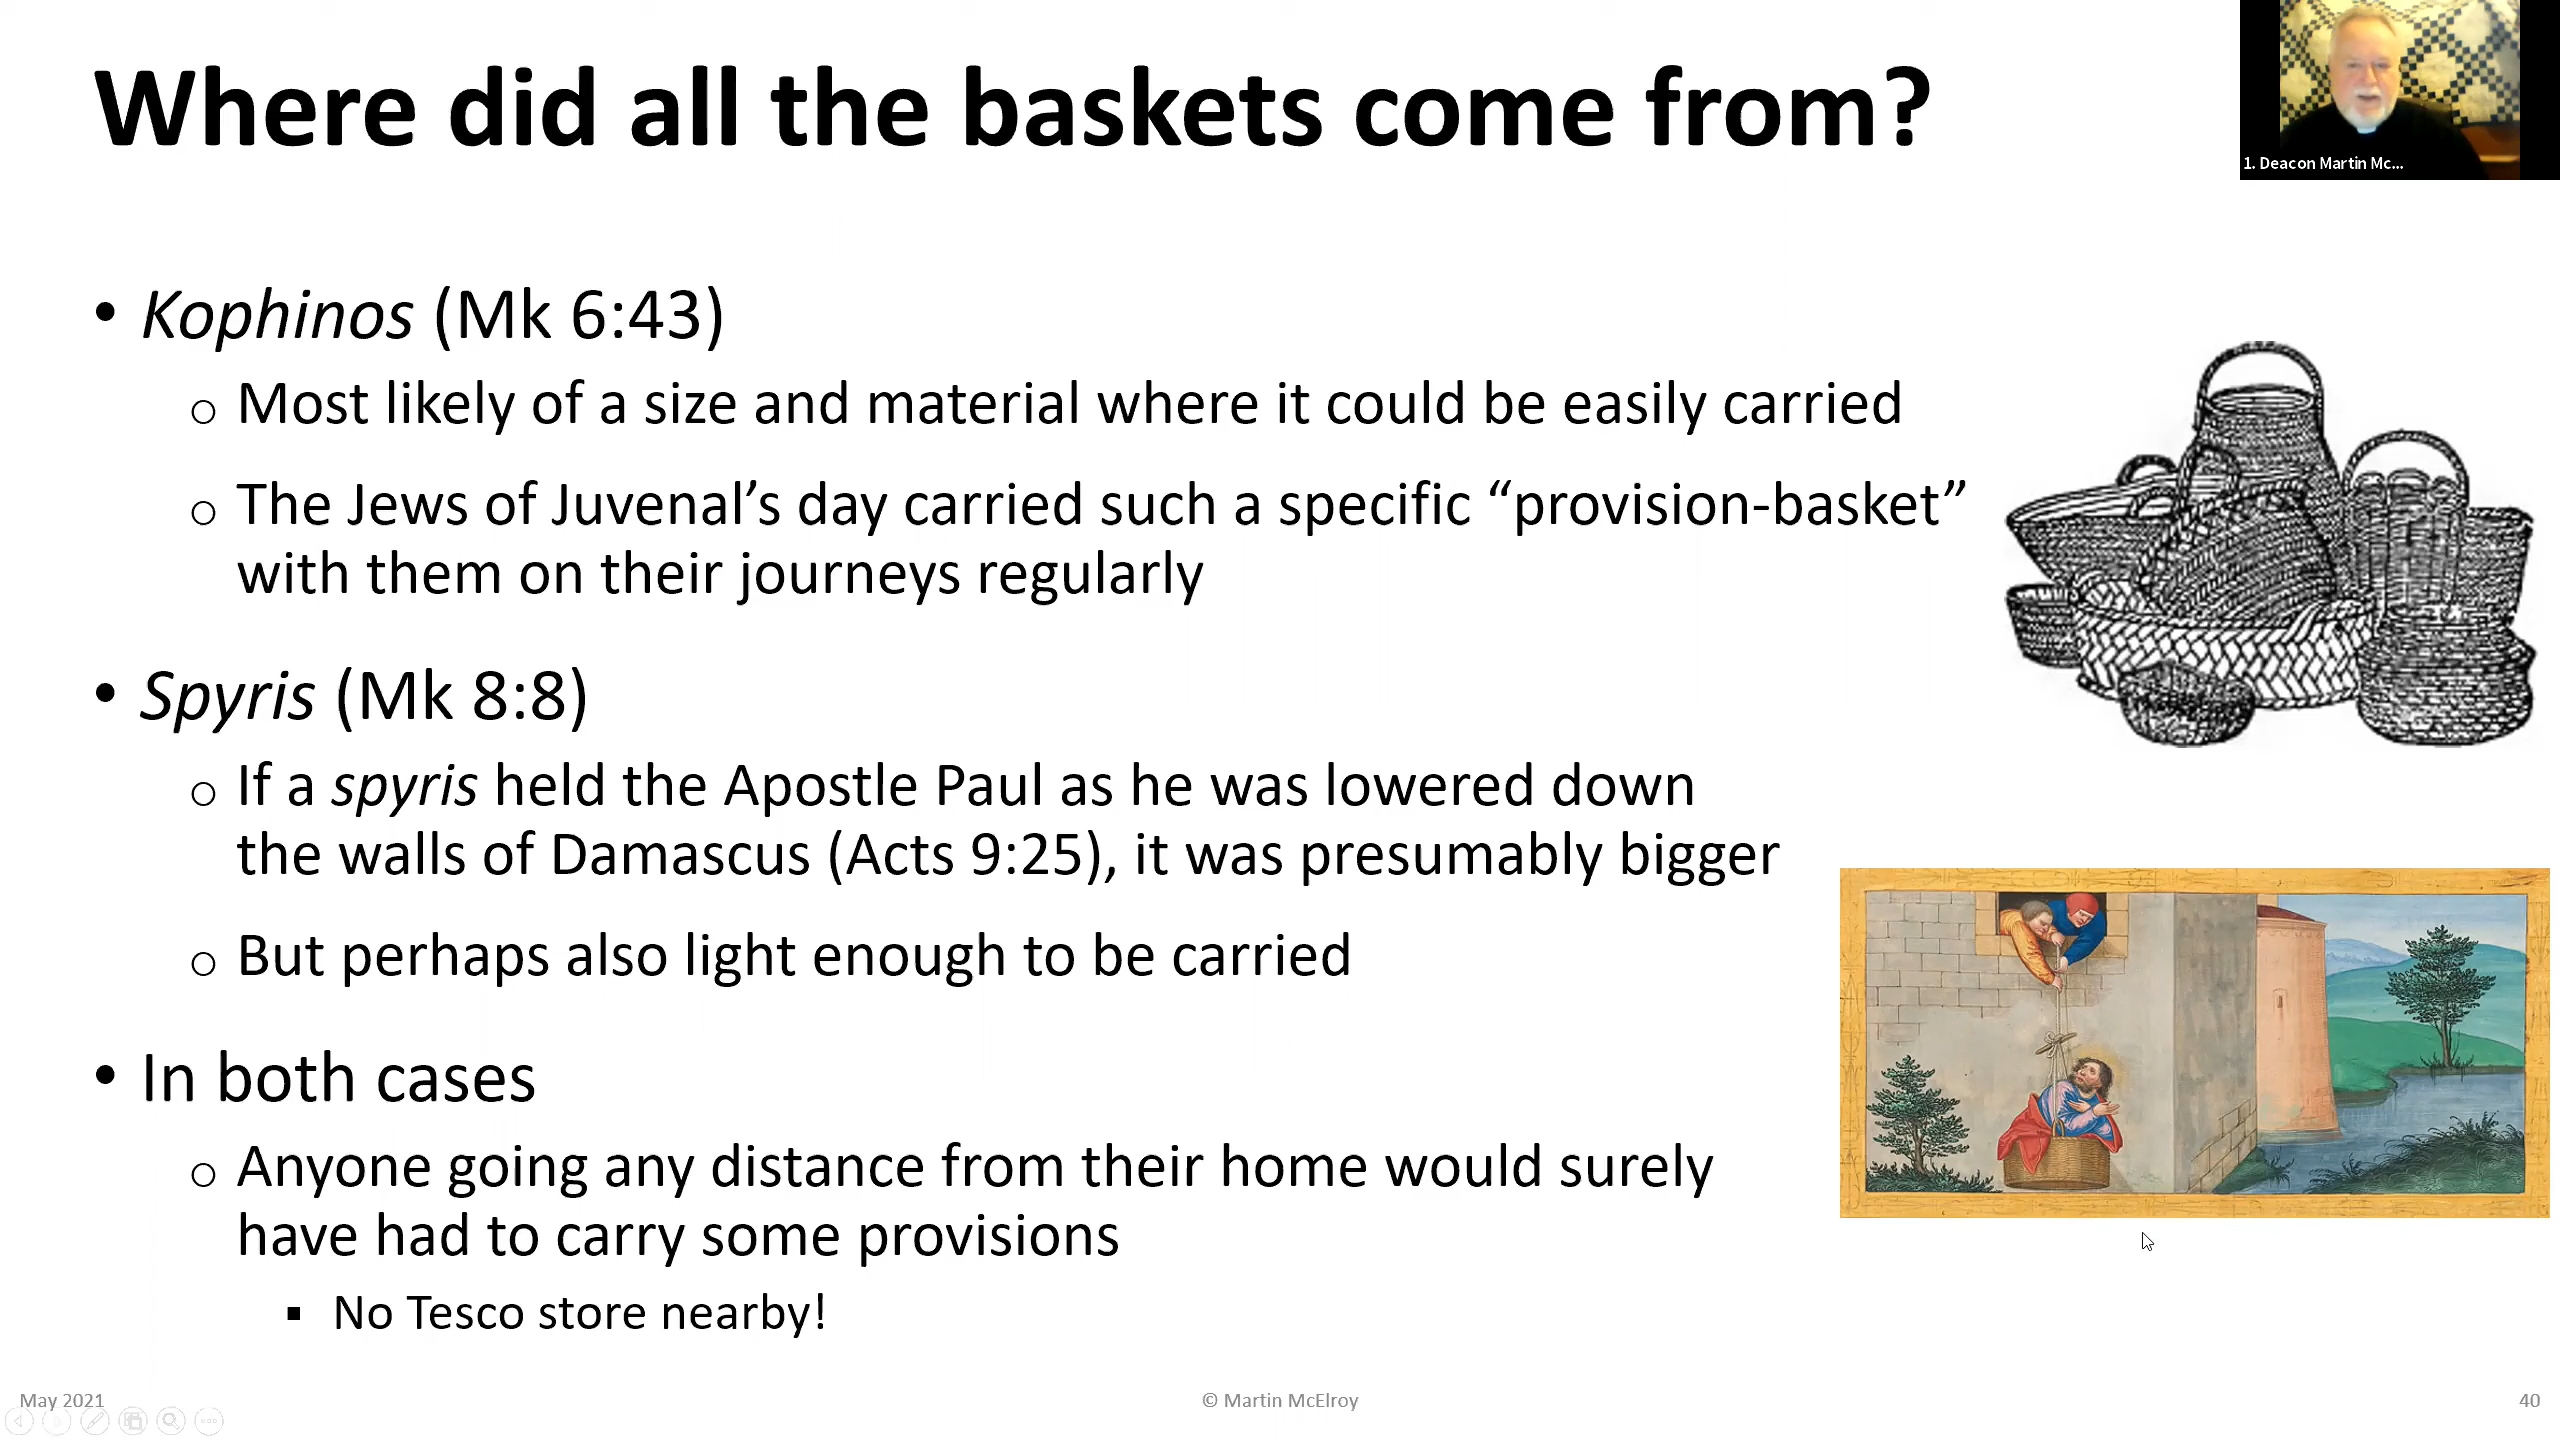 Where did all the baskets come from?
1. Deacon Martin Mc...
• Kophinos (Mk 6:43)
o Most likely of a size and material where it could be easily carried
o The Jews of Juvenal’s day carried such a specific “provision-basket”
with them on their journeys regularly
• Spyris (Mk 8:8)
o If a spyris held the Apostle Paul as he was lowered down
the walls of Damascus (Acts 9:25), it was presumably bigger
o But perhaps also light enough to be carried
• In both cases
o Anyone going any distance from their home would surely
have had to carry some provisions
▪ No Tesco store nearby!
May 2021
© Martin McElroy
40